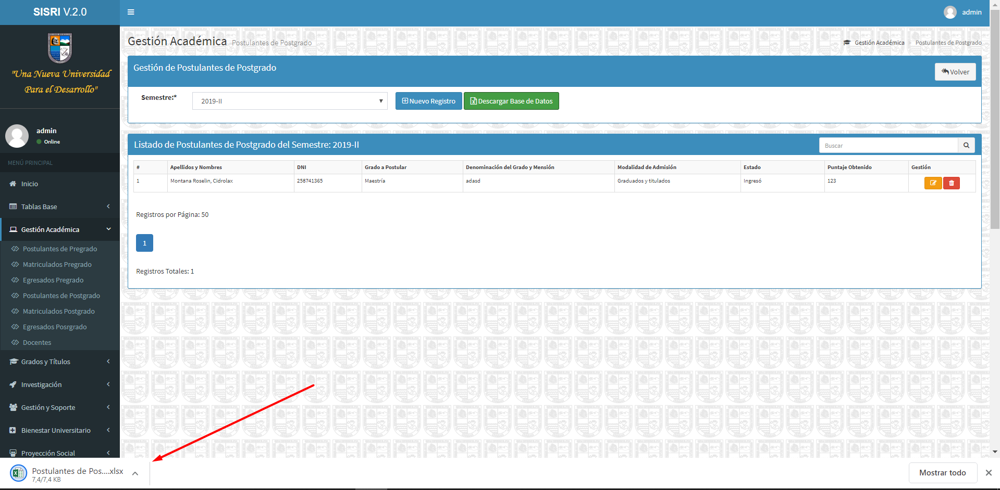 SISRI V.2.0
admin
"Una Nueva Universidad
Para el Desarrollo"
admin
Online
MENÚ PRINCIPAL
Inicio
Tablas Base
Gestión Académica
Postulantes de Pregrado
Matriculados Pregrado
Egresados Pregrado
Postulantes de Postgrado
Matriculados Postgrado
Egresados Posrgrado
Docentes
Grados y Títulos
Investigación
Gestión y Soporte
Bienestar Universitario
Proyección Social
Gestión Académica Postulantes de Postgrado
Gestión Académica > Postulantes de Postgrado
Gestión de Postulantes de Postgrado
Volver
Semestre:* 2019-II Nuevo Registro Descargar Base de Datos
Listado de Postulantes de Postgrado del Semestre: 2019-II Buscar
# Apellidos y Nombres DNI Grado a Postular Denominación del Grado y Mensión Modalidad de Admisión Estado Puntaje Obtenido Gestión
1 Montana Roselin, Cidrolax 258741365 Maestría adasd Graduados y titulados Ingresó 123
Registros por Página: 50
1
Registros Totales: 1
Postulantes de Pos....xlsx
7,4/7,4 KB
Mostrar todo